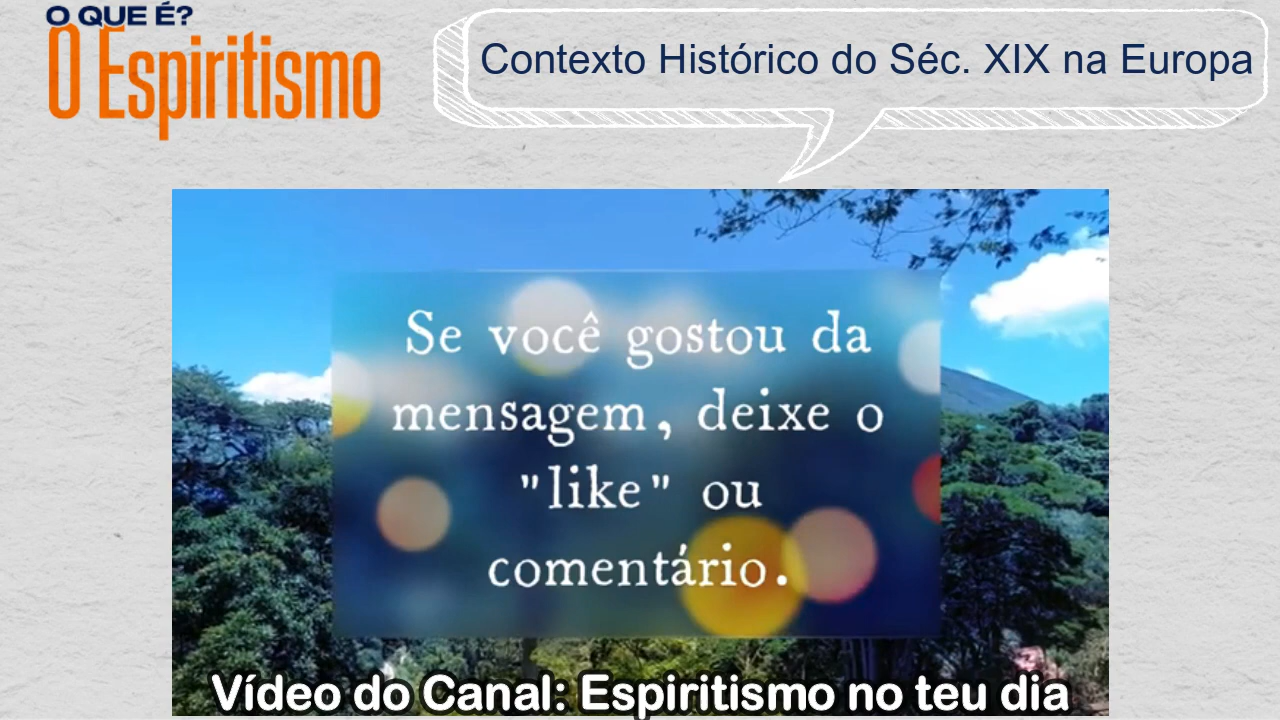 O QUE É?
O Espiritismo
Contexto Histórico do Séc. XIX na Europa
Se você gostou da
mensagem, deixe o
"like" ou
comentário.
Vídeo do Canal: Espiritismo no teu dia